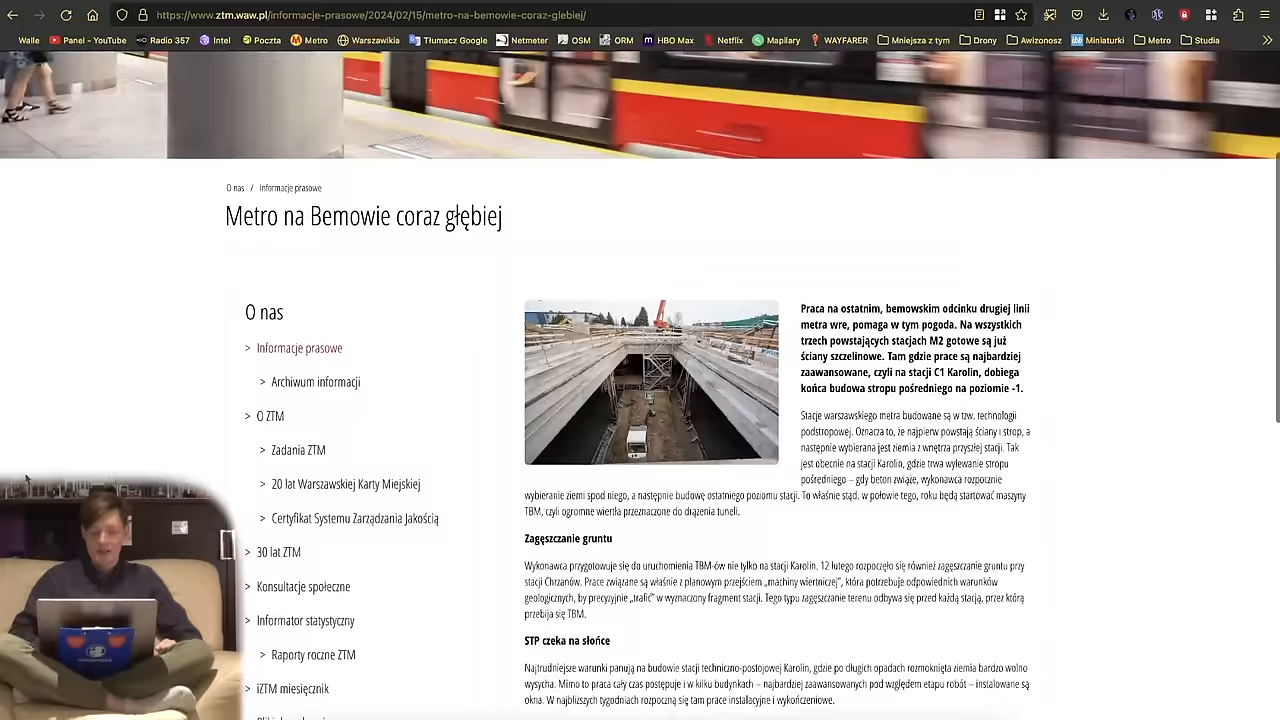 https://www.ztm.waw.pl/informacje-prasowe/2024/02/15/metro-na-bemowie-coraz-glebiej/
Walle Panel - YouTube Radio 357 Intel Poczta Metro Warszawikia Tłumacz Google Netmeter OSM ORM HBO Max Netflix Mapilary WAYFARER Mniejsza z tym Drony Awizonosz Miniaturki Metro Studia
O nas / Informacje prasowe
Metro na Bemowie coraz głębiej
O nas
> Informacje prasowe
> Archiwum informacji
> O ZTM
> Zadania ZTM
> 20 lat Warszawskiej Karty Miejskiej
> Certyfikat Systemu Zarządzania Jakością
> 30 lat ZTM
> Konsultacje społeczne
> Informator statystyczny
> Raporty roczne ZTM
> iZTM miesięcznik
Praca na ostatnim, bemowskim odcinku drugiej linii
metra wre, pomaga w tym pogoda. Na wszystkich
trzech powstających stacjach M2 gotowe są już
ściany szczelinowe. Tam gdzie prace są najbardziej
zaawansowane, czyli na stacji C1 Karolin, dobiega
końca budowa stropu pośredniego na poziomie -1.
Stacje warszawskiego metra budowane są w tzw. technologii
podstropowej. Oznacza to, że najpierw powstają ściany i strop, a
następnie wybierana jest ziemia z wnętrza przyszłej stacji. Tak
jest obecnie na stacji Karolin, gdzie trwa wylewanie stropu
pośredniego – gdy beton zwiąże, wykonawca rozpocznie
wybieranie ziemi spod niego, a następnie budowę ostatniego poziomu stacji. To właśnie stąd, w połowie tego, roku będą startować maszyny
TBM, czyli ogromne wiertła przeznaczone do drążenia tuneli.
Zagęszczanie gruntu
Wykonawca przygotowuje się do uruchomienia TBM-ów nie tylko na stacji Karolin. 12 lutego rozpoczęło się również zagęszczanie gruntu przy
stacji Chrzanów. Prace związane są właśnie z planowym przejściem „machiny wiertniczej”, która potrzebuje odpowiednich warunków
geologicznych, by precyzyjnie „trafić” w wyznaczony fragment stacji. Tego typu zagęszczanie terenu odbywa się przed każdą stacją, przez którą
przebija się TBM.
STP czeka na słońce
Najtrudniejsze warunki panują na budowie stacji techniczno-postojowej Karolin, gdzie po długich opadach rozmoknięta ziemia bardzo wolno
wysycha. Mimo to praca cały czas postępuje i w kilku budynkach – najbardziej zaawansowanych pod względem etapu robót – instalowane są
okna. W najbliższych tygodniach rozpoczną się tam prace instalacyjne i wykończeniowe.